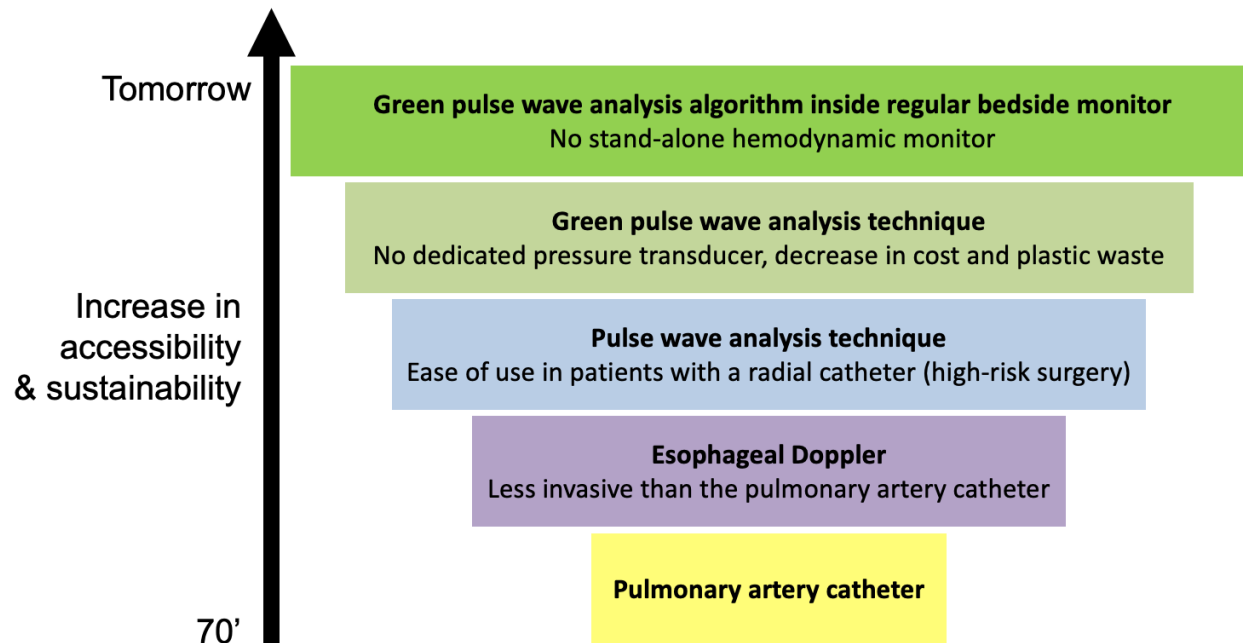 Tomorrow
Green pulse wave analysis algorithm inside regular bedside monitor
No stand-alone hemodynamic monitor
Green pulse wave analysis technique
No dedicated pressure transducer, decrease in cost and plastic waste
Increase in
accessibility
& sustainability
Pulse wave analysis technique
Ease of use in patients with a radial catheter (high-risk surgery)
Esophageal Doppler
Less invasive than the pulmonary artery catheter
Pulmonary artery catheter
70’